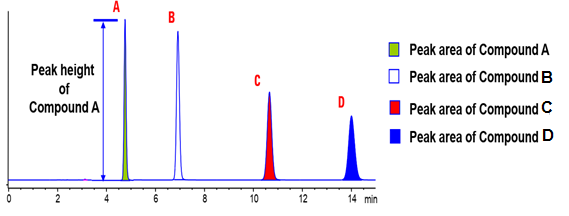 A
B
Peak height
of
Compound A
C
D
0 2 4 6 8 10 12 14 min
Peak area of Compound A
Peak area of Compound B
Peak area of Compound C
Peak area of Compound D